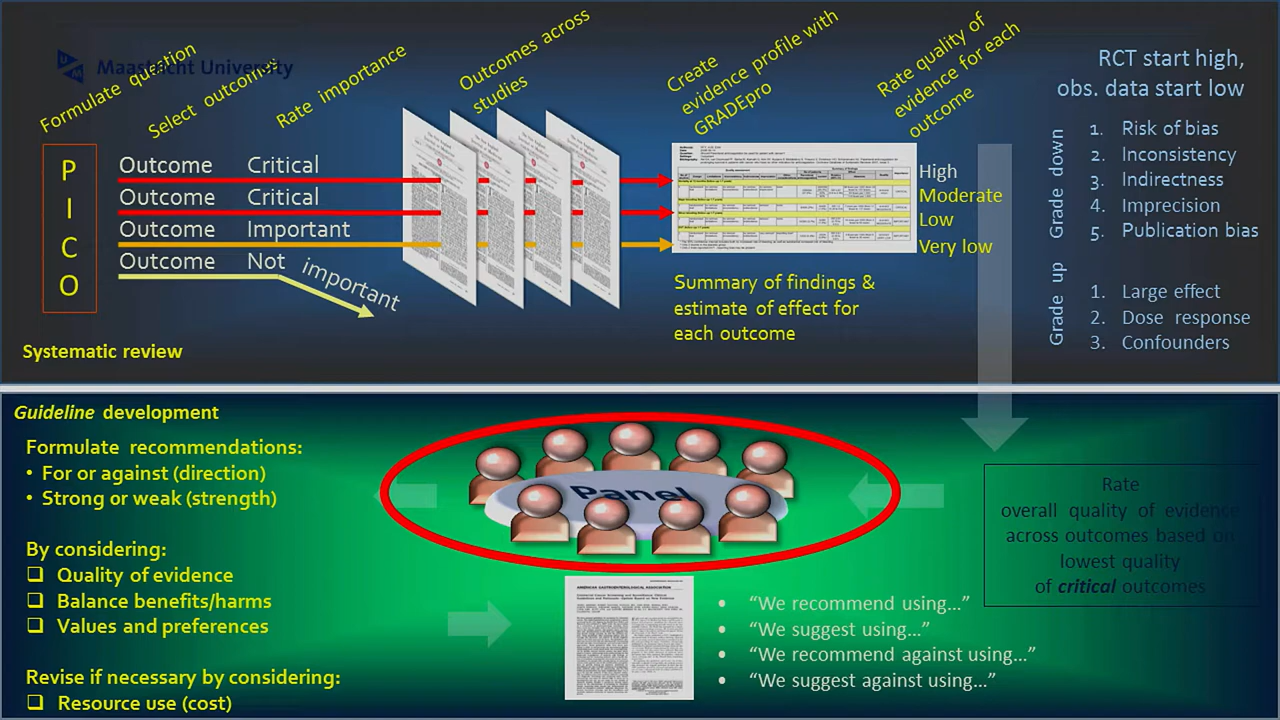 Maastricht University
Formulate question
Select outcomes
Rate importance
Outcomes across
studies
Create
evidence profile with
GRADEpro
Rate quality of
evidence for each
outcome
RCT start high,
obs. data start low
P
I
C
O
Outcome Critical
Outcome Critical
Outcome Important
Outcome Not important
High
Moderate
Low
Very low
Summary of findings &
estimate of effect for
each outcome
Systematic review
Grade down
1. Risk of bias
2. Inconsistency
3. Indirectness
4. Imprecision
5. Publication bias
Grade up
1. Large effect
2. Dose response
3. Confounders
Guideline development
Formulate recommendations:
• For or against (direction)
• Strong or weak (strength)
By considering:
❑ Quality of evidence
❑ Balance benefits/harms
❑ Values and preferences
Revise if necessary by considering:
❑ Resource use (cost)
Panel
Rate
overall quality of evidence
across outcomes based on
lowest quality
of critical outcomes
AMERICAN GASTROENTEROLOGICAL ASSOCIATION
• “We recommend using…”
• “We suggest using…”
• “We recommend against using…”
• “We suggest against using…”